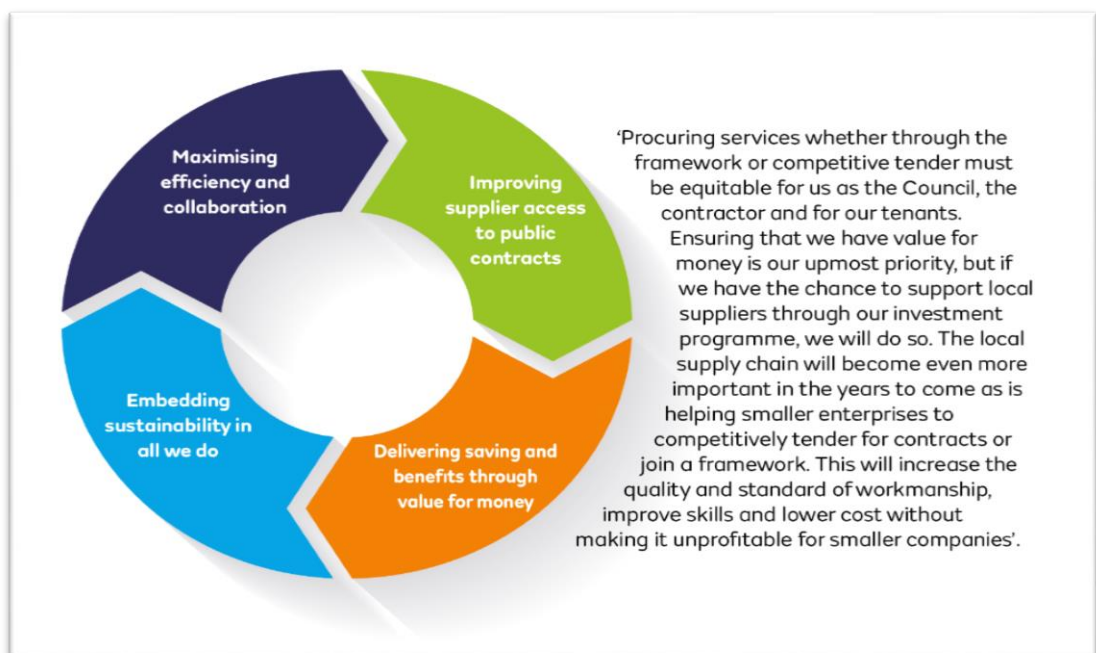 Maximising
efficiency and
collaboration
Improving
supplier access
to public
contracts
Delivering saving and
benefits through
value for money
Embedding
sustainability in
all we do
‘Procuring services whether through the
framework or competitive tender must
be equitable for us as the Council, the
contractor and for our tenants.
Ensuring that we have value for
money is our upmost priority, but if
we have the chance to support local
suppliers through our investment
programme, we will do so. The local
supply chain will become even more
important in the years to come as is
helping smaller enterprises to
competitively tender for contracts or
join a framework. This will increase the
quality and standard of workmanship,
improve skills and lower cost without
making it unprofitable for smaller companies’.